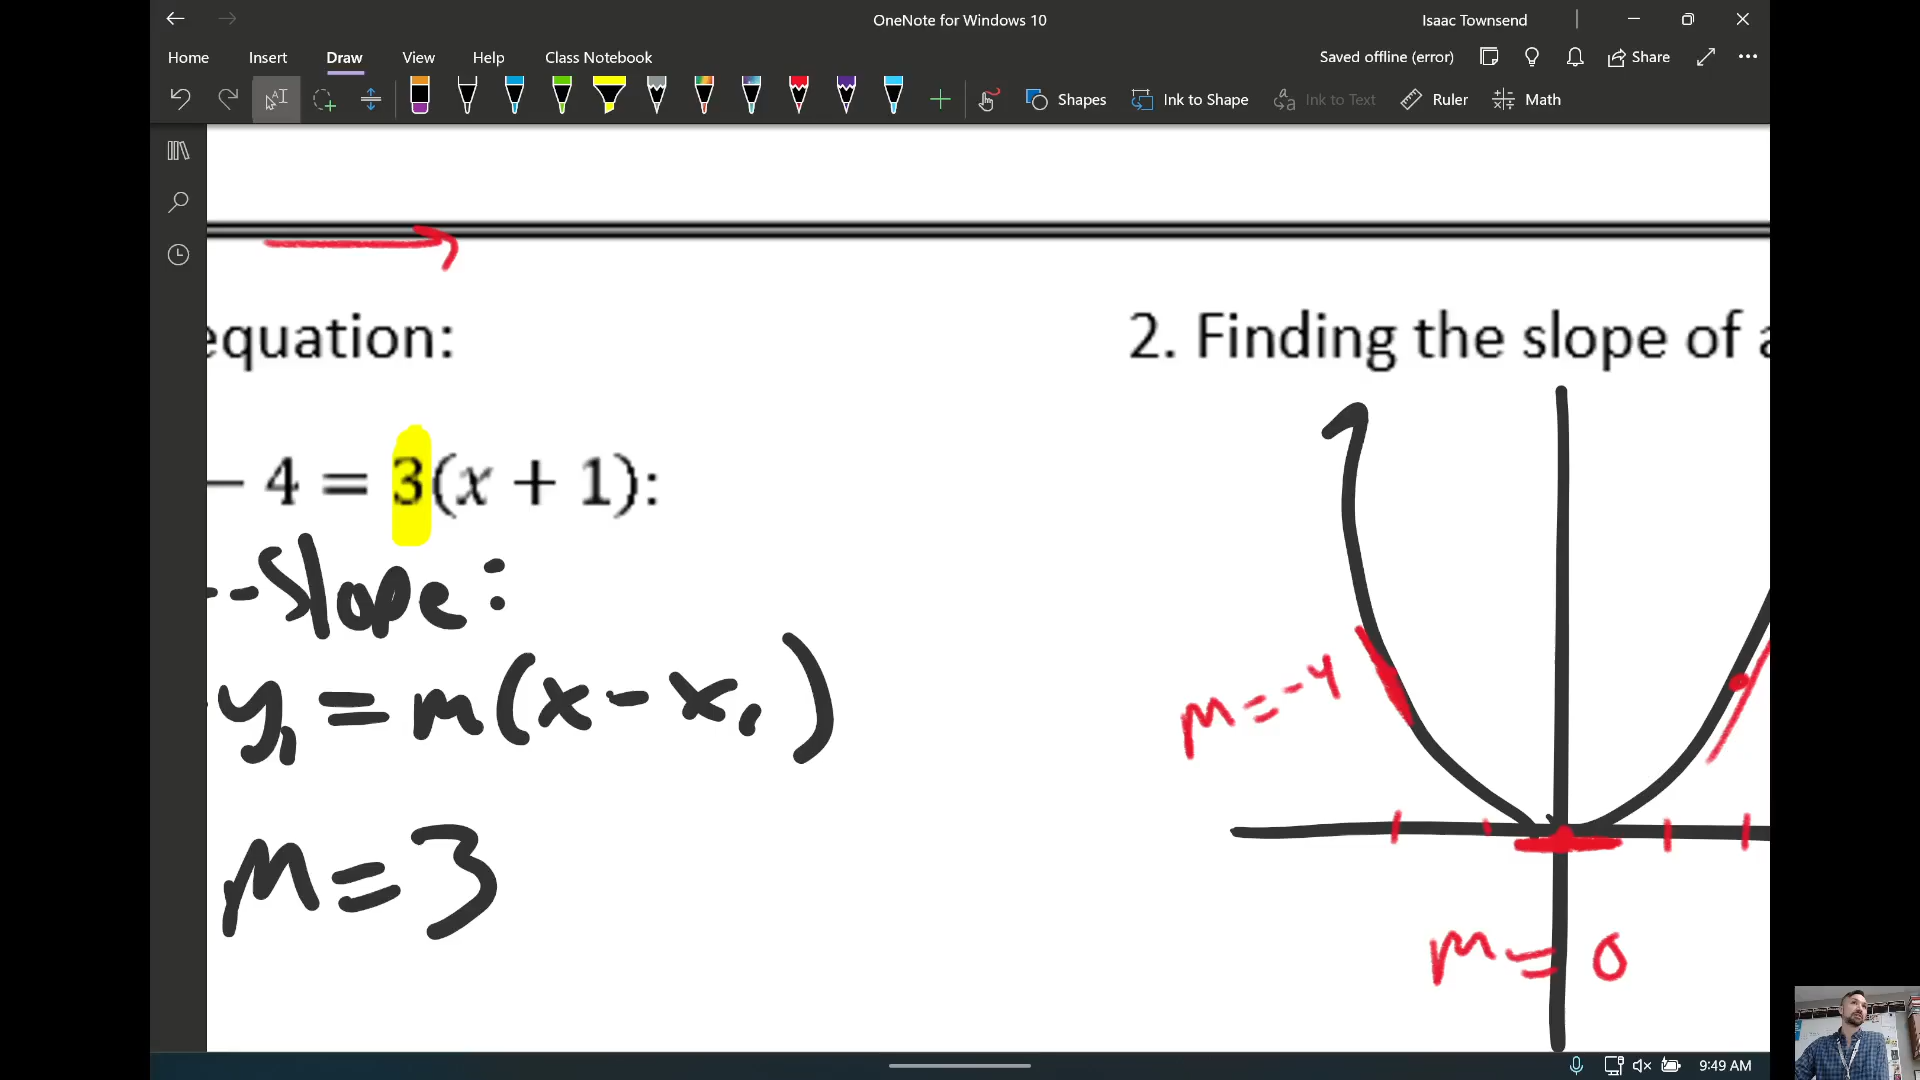 OneNote for Windows 10
Isaac Townsend
Home Insert Draw View Help Class Notebook
Saved offline (error) Share
Shapes Ink to Shape Ink to Text Ruler Math
equation:
− 4 = 3(x + 1):
--Slope:
y₁ = m(x - x₁)
m = 3
2. Finding the slope of a
m = -4
m = 0
9:49 AM